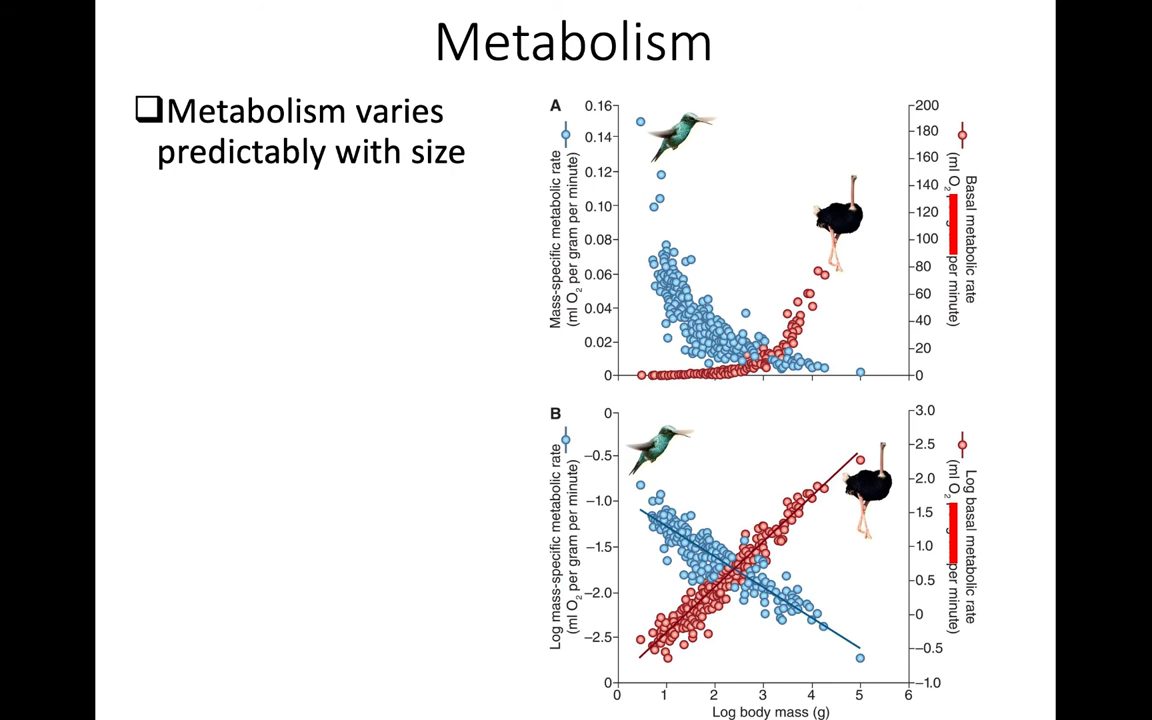 Metabolism
❑Metabolism varies
predictably with size
A
0.16
0.14
0.12
0.10
0.08
0.06
0.04
0.02
0
Mass-specific metabolic rate
(ml O₂ per gram per minute)
200
180
160
140
120
100
80
60
40
20
0
Basal metabolic rate
(ml O₂ per minute)
B
0
–0.5
–1.0
–1.5
–2.0
–2.5
0
Log mass-specific metabolic rate
(ml O₂ per gram per minute)
3.0
2.5
2.0
1.5
1.0
0.5
0
–0.5
–1.0
Log basal metabolic rate
(ml O₂ per minute)
0 1 2 3 4 5 6
Log body mass (g)